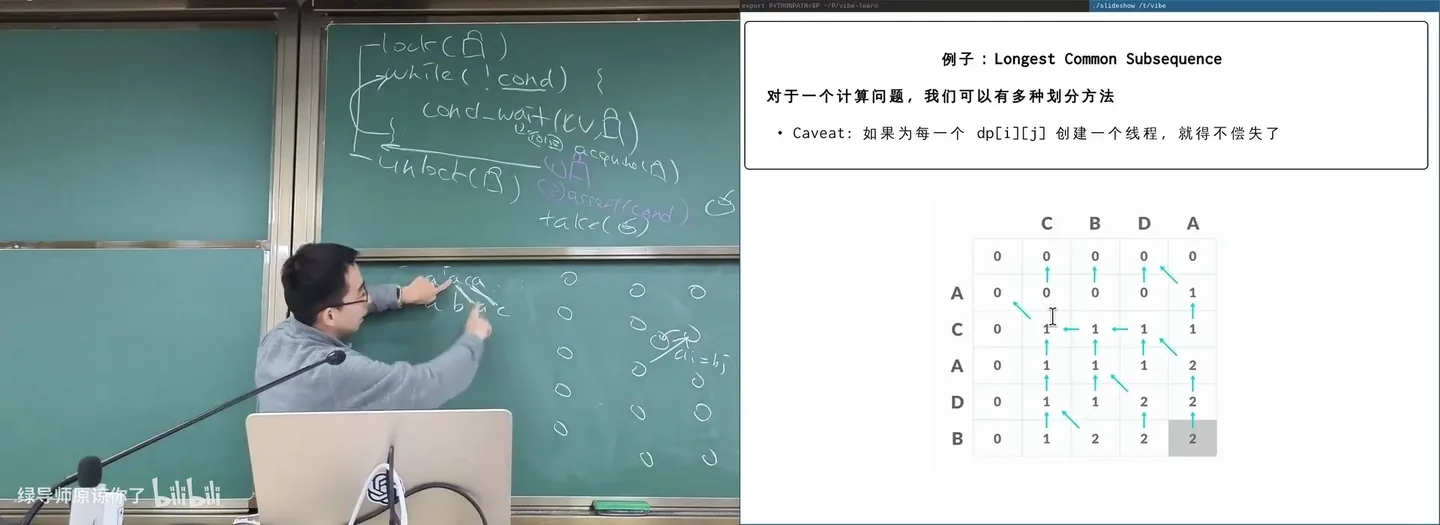 lock(
while( ! cond) {
cond_wait(cv,
}
acquire(
unlock(
(1)
(2) assert(cond)
take(
a b a c
ai = bj
绿导师原谅你了 bilibili
export PYTHONPATH=$P ~/P/vibe-learn
./slideshow /t/vibe
例子：Longest Common Subsequence
对于一个计算问题，我们可以有多种划分方法
• Caveat: 如果为每一个 dp[i][j] 创建一个线程，就得不偿失了
C B D A
0 0 0 0 0
A 0 0 0 0 1
C 0 1 1 1 1
A 0 1 1 1 2
D 0 1 1 2 2
B 0 1 2 2 2